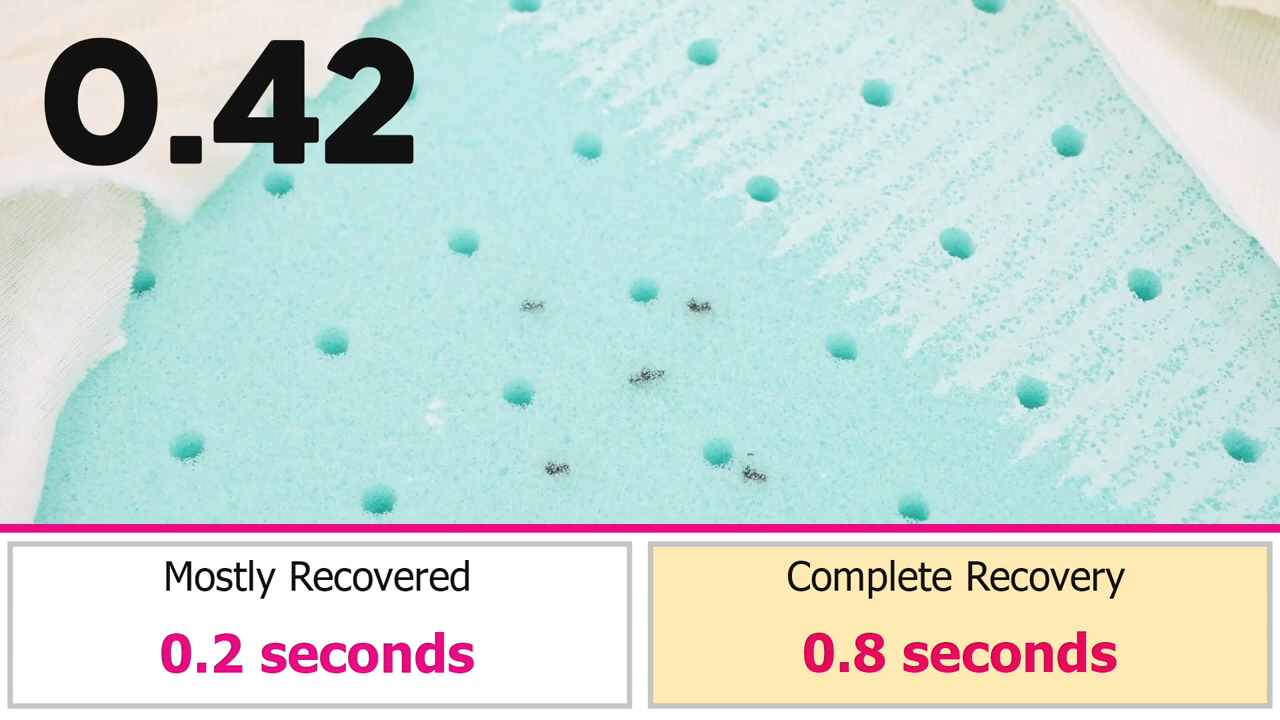 0.42
Mostly Recovered
0.2 seconds
Complete Recovery
0.8 seconds